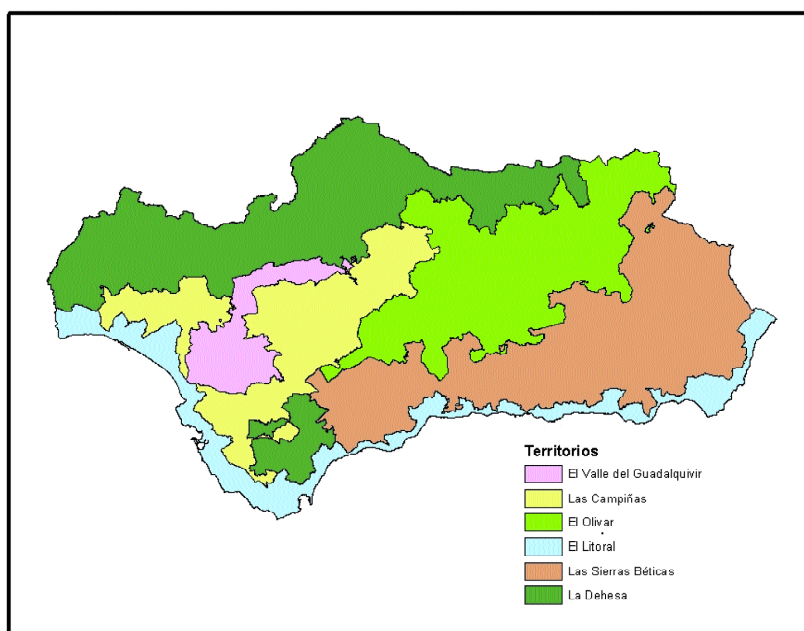 Territorios
El Valle del Guadalquivir
Las Campiñas
El Olivar
El Litoral
Las Sierras Béticas
La Dehesa